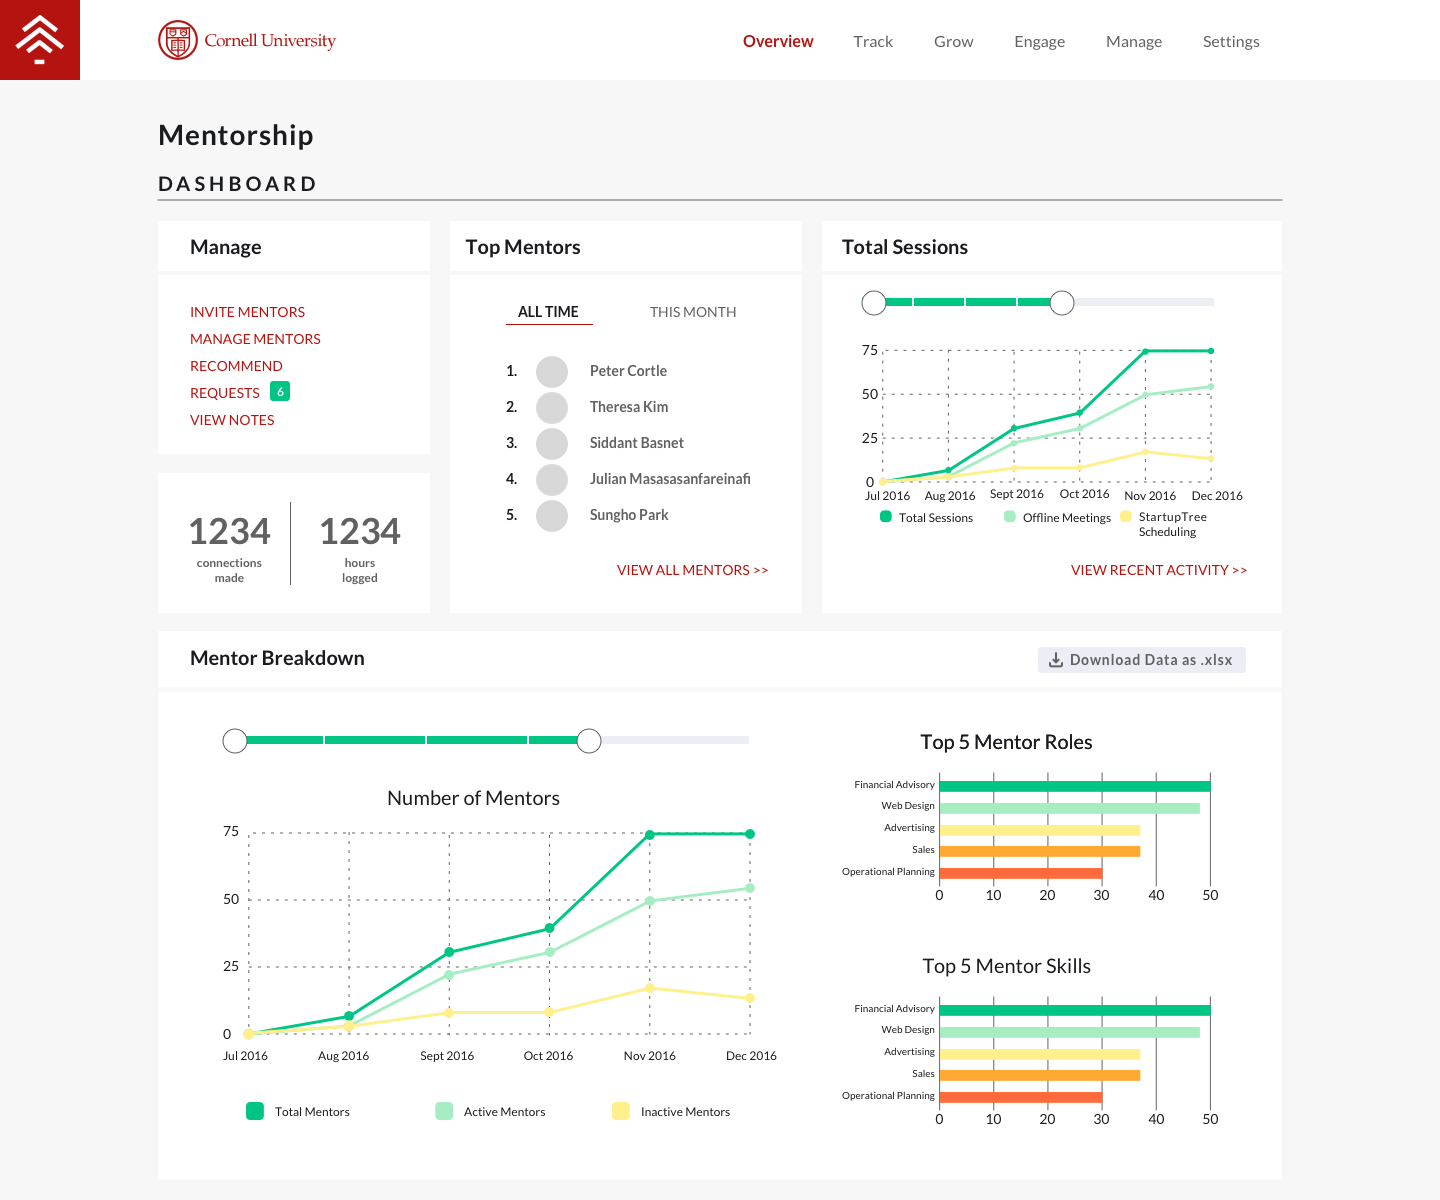 Cornell University
Overview Track Grow Engage Manage Settings
Mentorship
DASHBOARD
Manage
INVITE MENTORS
MANAGE MENTORS
RECOMMEND
REQUESTS 6
VIEW NOTES
1234
connections
made
1234
hours
logged
Top Mentors
ALL TIME THIS MONTH
1. Peter Cortle
2. Theresa Kim
3. Siddant Basnet
4. Julian Masasasanfareinafi
5. Sungho Park
VIEW ALL MENTORS >>
Total Sessions
75
50
25
0
Jul 2016 Aug 2016 Sept 2016 Oct 2016 Nov 2016 Dec 2016
Total Sessions Offline Meetings StartupTree
Scheduling
VIEW RECENT ACTIVITY >>
Mentor Breakdown
Download Data as .xlsx
Number of Mentors
75
50
25
0
Jul 2016 Aug 2016 Sept 2016 Oct 2016 Nov 2016 Dec 2016
Total Mentors Active Mentors Inactive Mentors
Top 5 Mentor Roles
Financial Advisory
Web Design
Advertising
Sales
Operational Planning
0 10 20 30 40 50
Top 5 Mentor Skills
Financial Advisory
Web Design
Advertising
Sales
Operational Planning
0 10 20 30 40 50